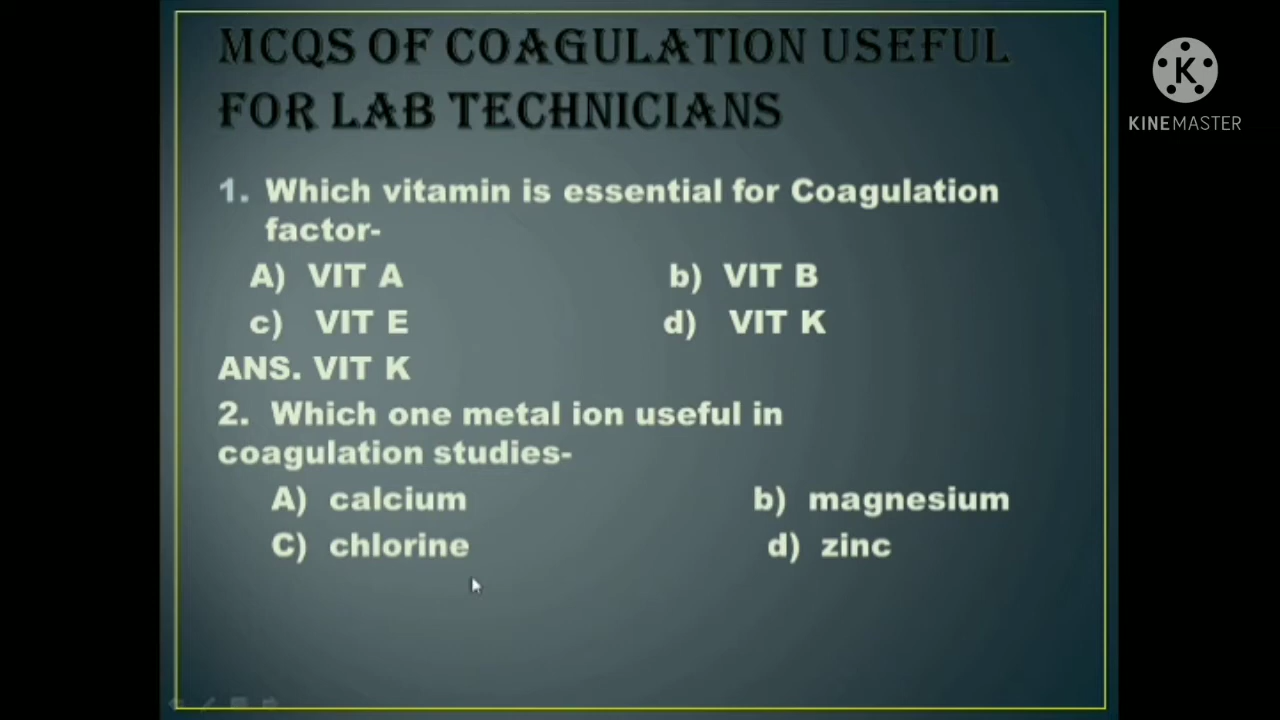 MCQS OF COAGULATION USEFUL
FOR LAB TECHNICIANS
K
KINEMASTER
1. Which vitamin is essential for Coagulation
factor-
A) VIT A b) VIT B
c) VIT E d) VIT K
ANS. VIT K
2. Which one metal ion useful in
coagulation studies-
A) calcium b) magnesium
C) chlorine d) zinc